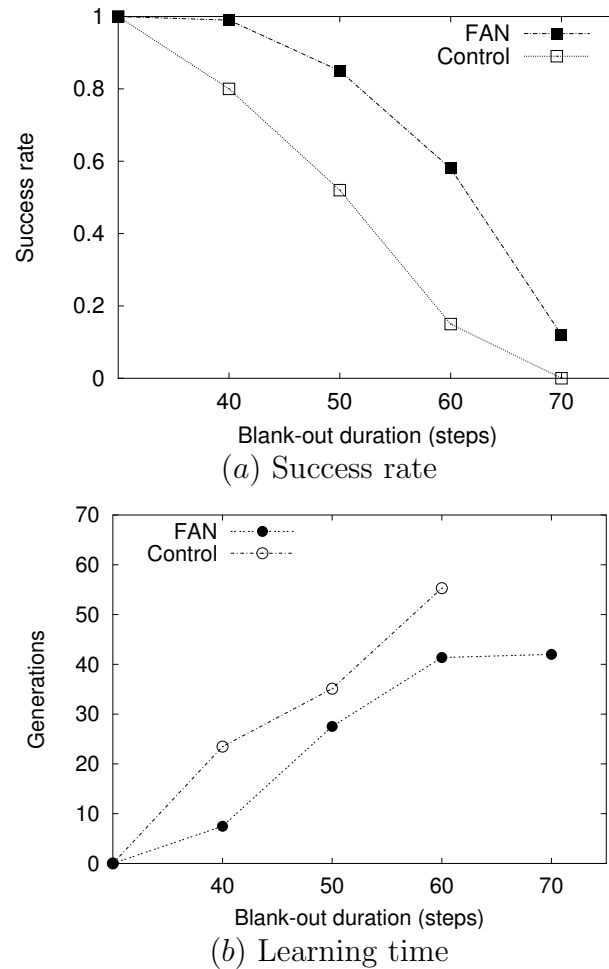 FAN
Control
1
0.8
0.6
0.4
0.2
0
Success rate
40 50 60 70
Blank-out duration (steps)
(a) Success rate
FAN
Control
70
60
50
40
30
20
10
0
Generations
40 50 60 70
Blank-out duration (steps)
(b) Learning time